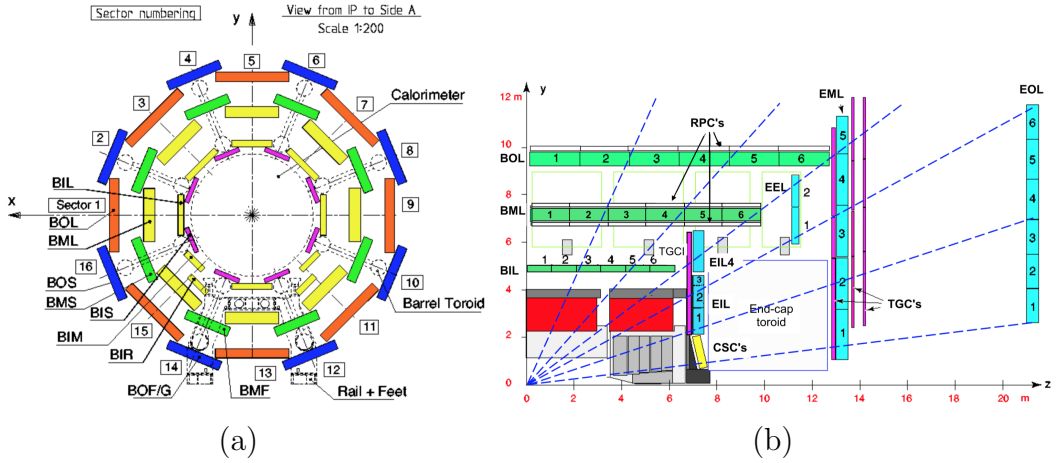 Sector numbering
View from IP to Side A
Scale 1:200
y
4
5
6
3
7
Calorimeter
2
8
BIL
x
Sector 1
9
BOL
BML
16
10
BOS
BMS
Barrel Toroid
BIS
15
11
BIM
BIR
14
13
12
BOF/G
BMF
Rail + Feet
(a)
y
12 m
10
8
6
4
2
0
RPC's
BOL
1 2 3 4 5 6
BML
1 2 3 4 5 6
BIL
1 2 3 4 5 6
EEL
2
1
TGCI
EIL4
EIL
3
2
1
CSC's
End-cap
toroid
EML
5
4
3
2
1
TGC's
EOL
6
5
4
3
2
1
0 2 4 6 8 10 12 14 16 18 20 m
z
(b)